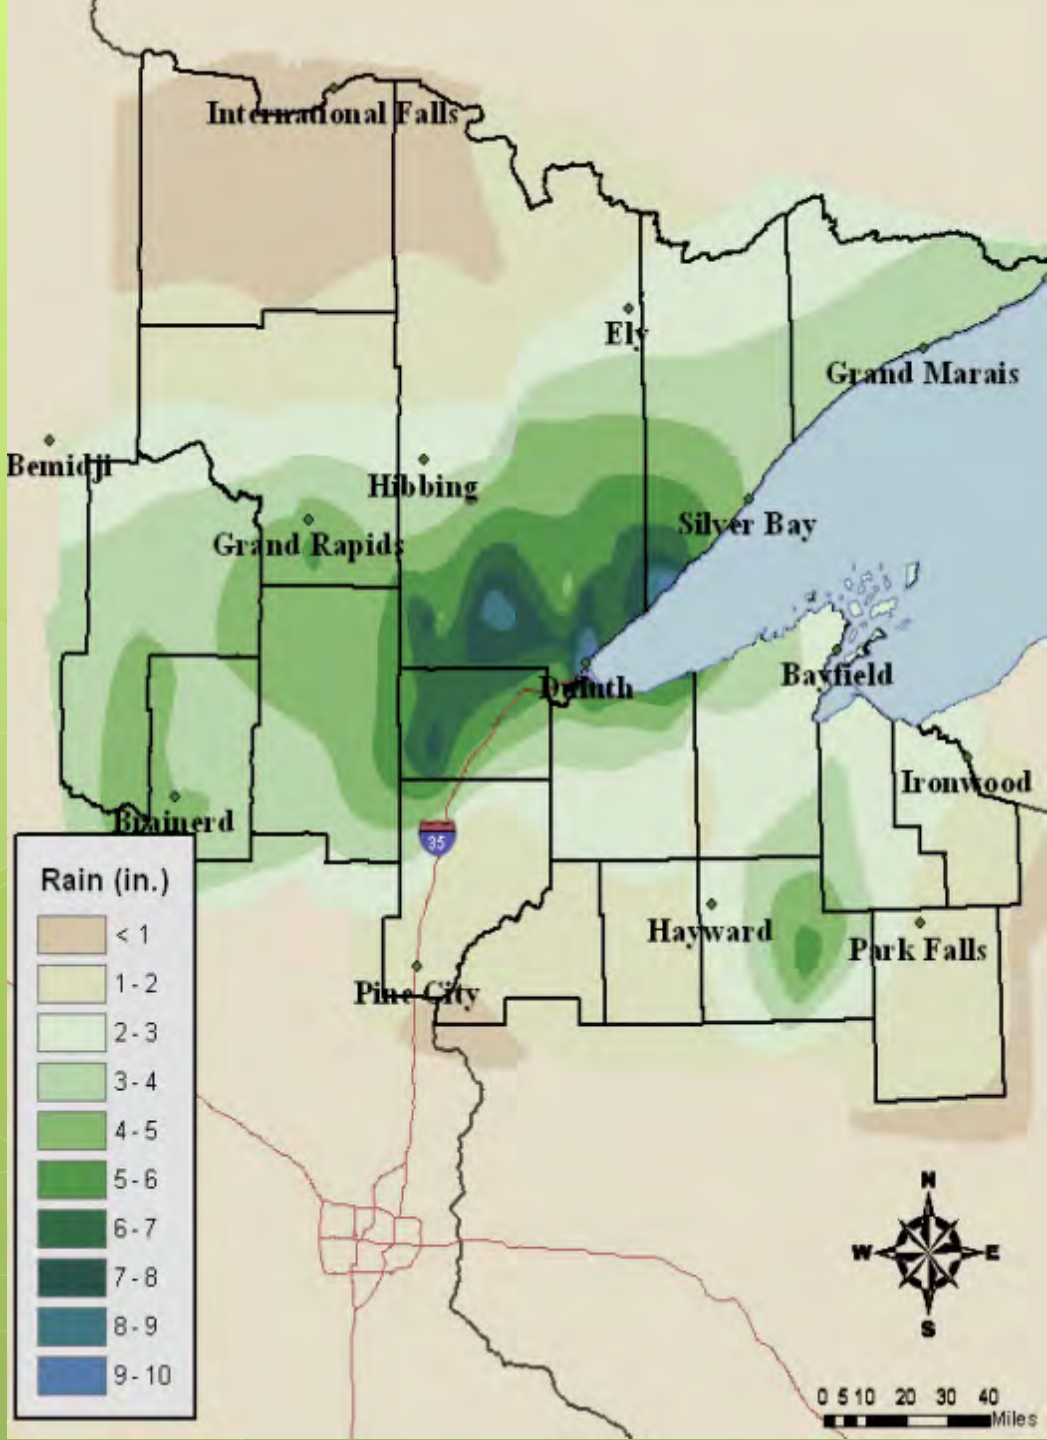 International Falls
Ely
Grand Marais
Bemidji
Hibbing
Silver Bay
Grand Rapids
Duluth
Bayfield
Ironwood
Brainerd
35
Hayward
Park Falls
Pine City
Rain (in.)
< 1
1 - 2
2 - 3
3 - 4
4 - 5
5 - 6
6 - 7
7 - 8
8 - 9
9 - 10
N
W E
S
0 5 10 20 30 40
Miles